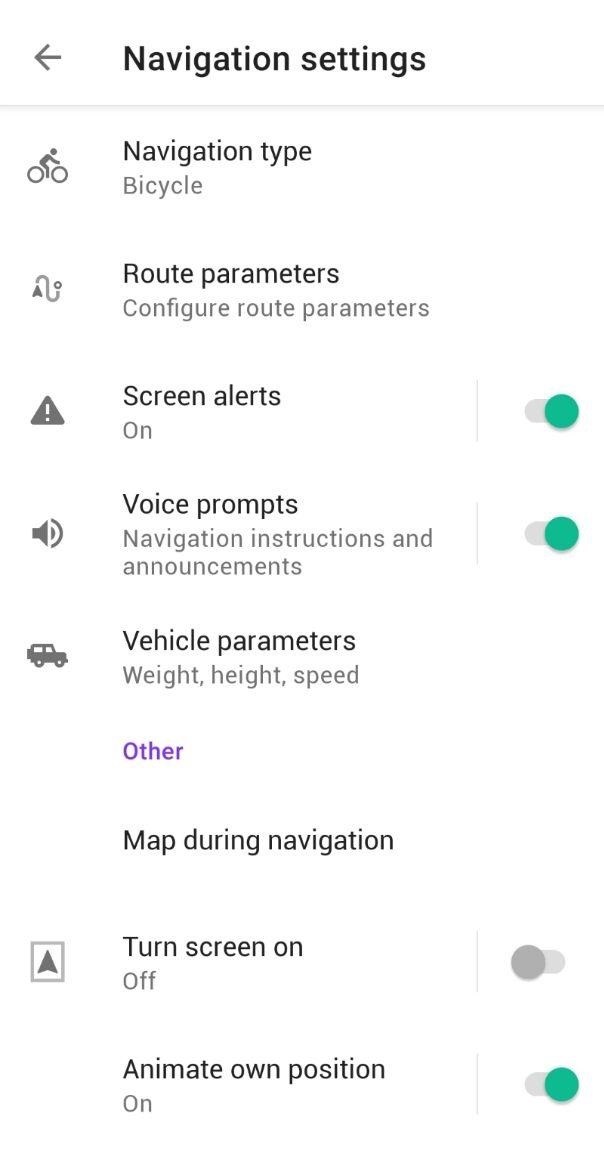 Navigation settings
Navigation type
Bicycle
Route parameters
Configure route parameters
Screen alerts
On
Voice prompts
Navigation instructions and
announcements
Vehicle parameters
Weight, height, speed
Other
Map during navigation
Turn screen on
Off
Animate own position
On